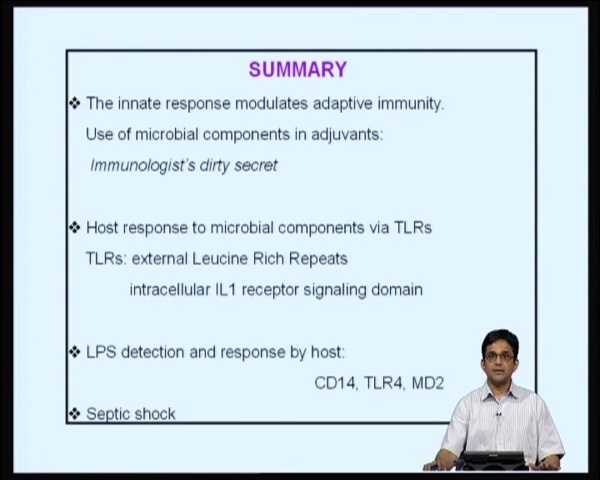 SUMMARY
❖ The innate response modulates adaptive immunity.
Use of microbial components in adjuvants:
Immunologist's dirty secret
❖ Host response to microbial components via TLRs
TLRs: external Leucine Rich Repeats
intracellular IL1 receptor signaling domain
❖ LPS detection and response by host:
CD14, TLR4, MD2
❖ Septic shock